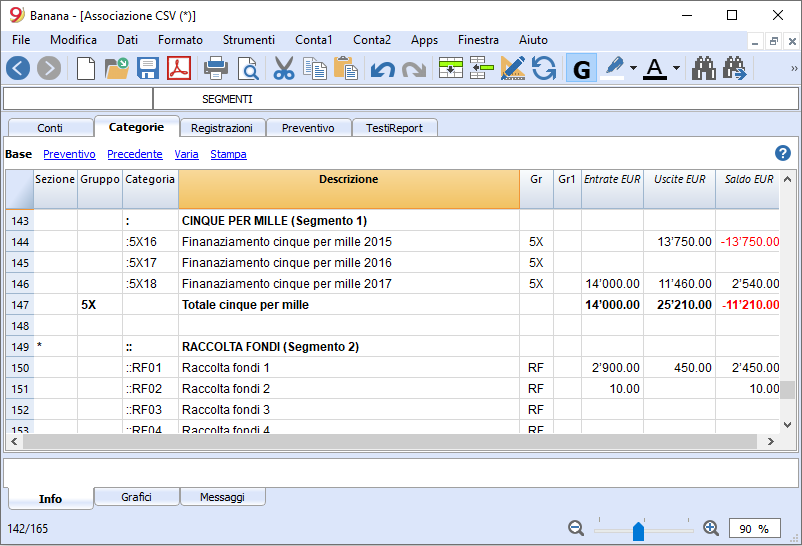 Banana - [Associazione CSV (*)]
File Modifica Dati Formato Strumenti Conta1 Conta2 Apps Finestra Aiuto
G A »
SEGMENTI
Conti Categorie Registrazioni Preventivo TestiReport
Base Preventivo Precedente Varia Stampa ?
Sezione Gruppo Categoria Descrizione Gr Gr1 Entrate EUR Uscite EUR Saldo EUR
143 : CINQUE PER MILLE (Segmento 1)
144 :5X16 Finanaziamento cinque per mille 2015 5X 13'750.00 -13'750.00
145 :5X17 Finanaziamento cinque per mille 2016 5X
146 :5X18 Finanaziamento cinque per mille 2017 5X 14'000.00 11'460.00 2'540.00
147 5X Totale cinque per mille 14'000.00 25'210.00 -11'210.00
148
149 * :: RACCOLTA FONDI (Segmento 2)
150 ::RF01 Raccolta fondi 1 RF 2'900.00 450.00 2'450.00
151 ::RF02 Raccolta fondi 2 RF 10.00 10.00
152 ::RF03 Raccolta fondi 3 RF
153 ::RF04 Raccolta fondi 4 RF
Info Grafici Messaggi
142/165 90 %